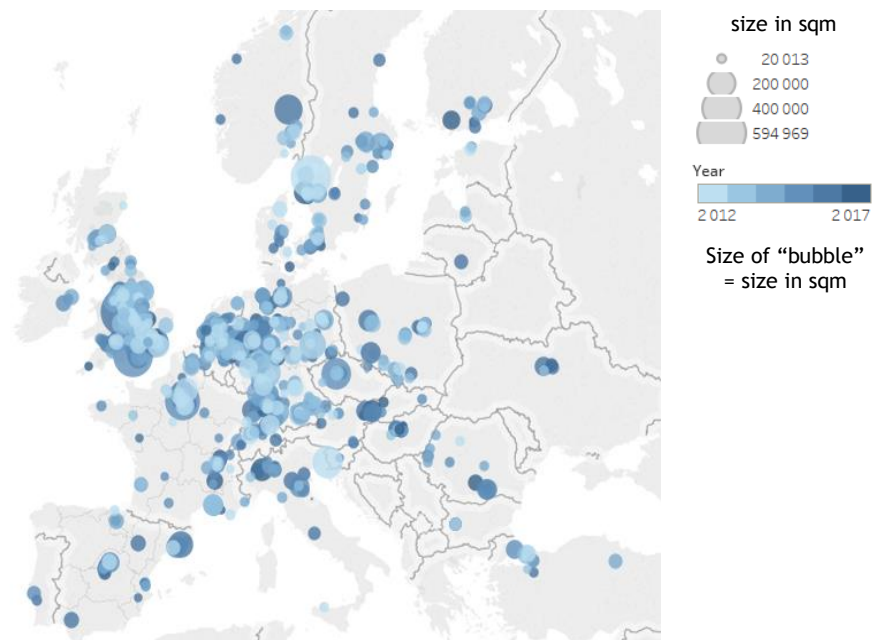 size in sqm
20 013
200 000
400 000
594 969
Year
2 012 2 017
Size of “bubble”
= size in sqm